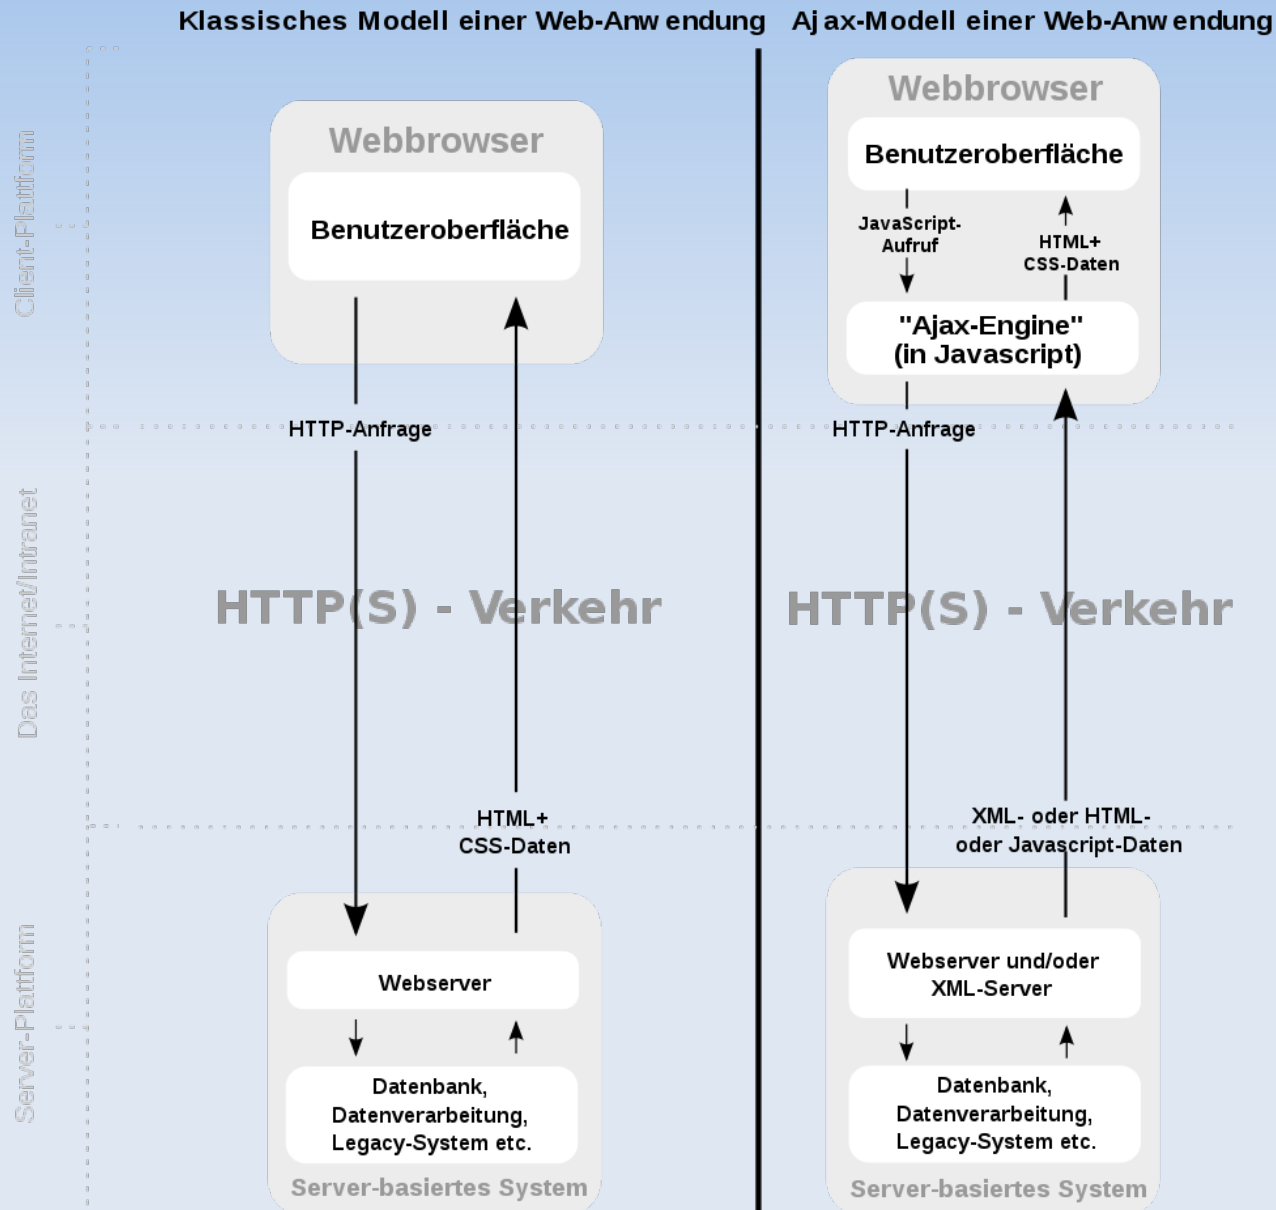 Klassisches Modell einer Web-Anwendung
Ajax-Modell einer Web-Anwendung
Client-Plattform
Das Internet/Intranet
Server-Plattform
Webbrowser
Benutzeroberfläche
HTTP-Anfrage
HTTP(S) - Verkehr
HTML+
CSS-Daten
Webserver
Datenbank,
Datenverarbeitung,
Legacy-System etc.
Server-basiertes System
Webbrowser
Benutzeroberfläche
JavaScript-
Aufruf
HTML+
CSS-Daten
"Ajax-Engine"
(in Javascript)
HTTP-Anfrage
HTTP(S) - Verkehr
XML- oder HTML-
oder Javascript-Daten
Webserver und/oder
XML-Server
Datenbank,
Datenverarbeitung,
Legacy-System etc.
Server-basiertes System